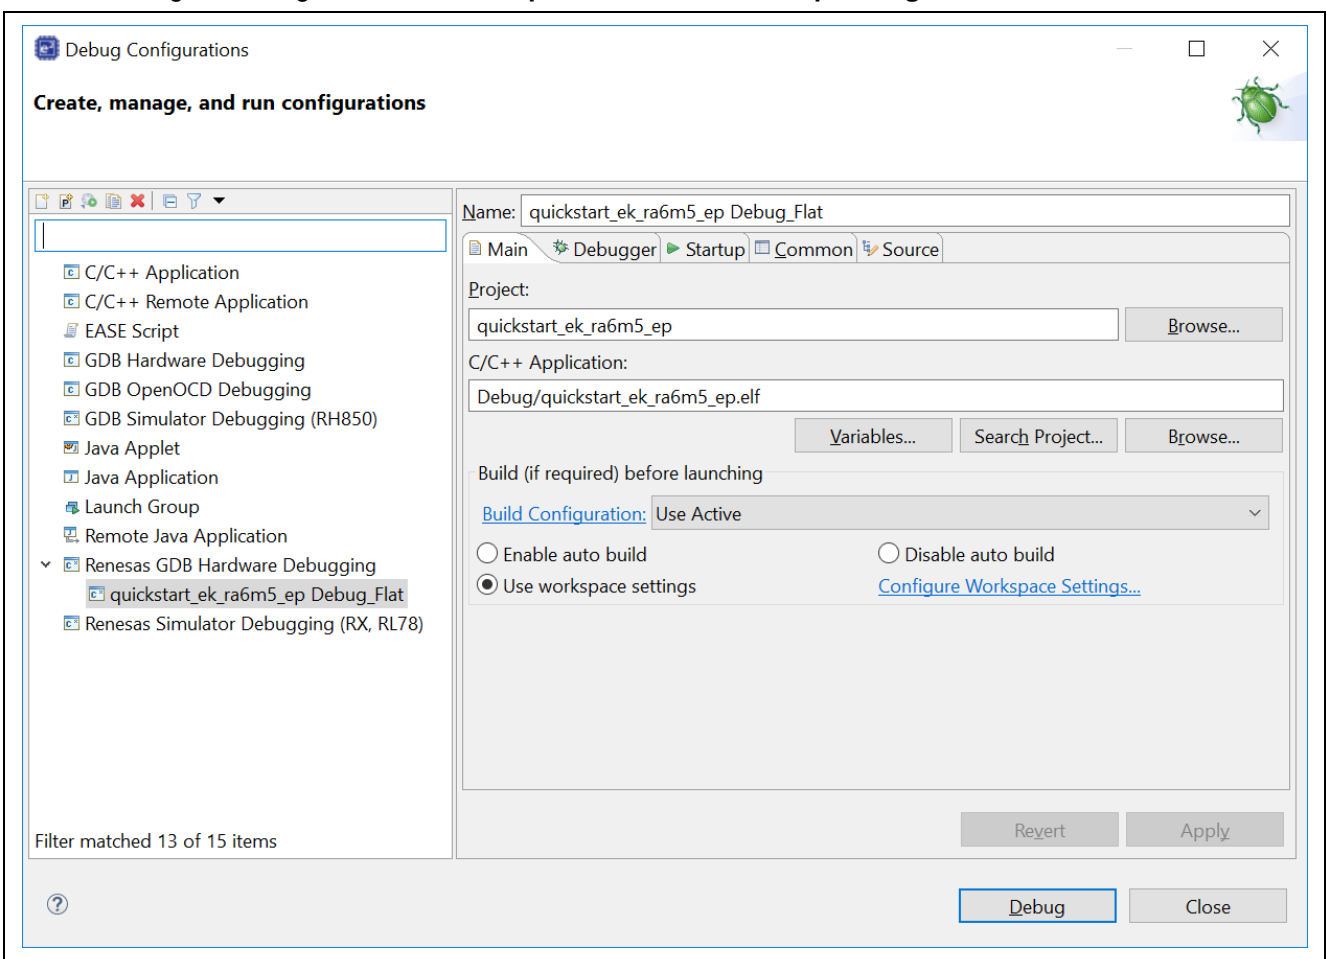 Debug Configurations
Create, manage, and run configurations
Name: quickstart_ek_ra6m5_ep Debug_Flat
Main Debugger Startup Common Source
C/C++ Application
C/C++ Remote Application
EASE Script
GDB Hardware Debugging
GDB OpenOCD Debugging
GDB Simulator Debugging (RH850)
Java Applet
Java Application
Launch Group
Remote Java Application
Renesas GDB Hardware Debugging
quickstart_ek_ra6m5_ep Debug_Flat
Renesas Simulator Debugging (RX, RL78)
Filter matched 13 of 15 items
Project:
quickstart_ek_ra6m5_ep
Browse...
C/C++ Application:
Debug/quickstart_ek_ra6m5_ep.elf
Variables... Search Project... Browse...
Build (if required) before launching
Build Configuration: Use Active
Enable auto build Disable auto build
Use workspace settings Configure Workspace Settings...
Revert Apply
Debug Close